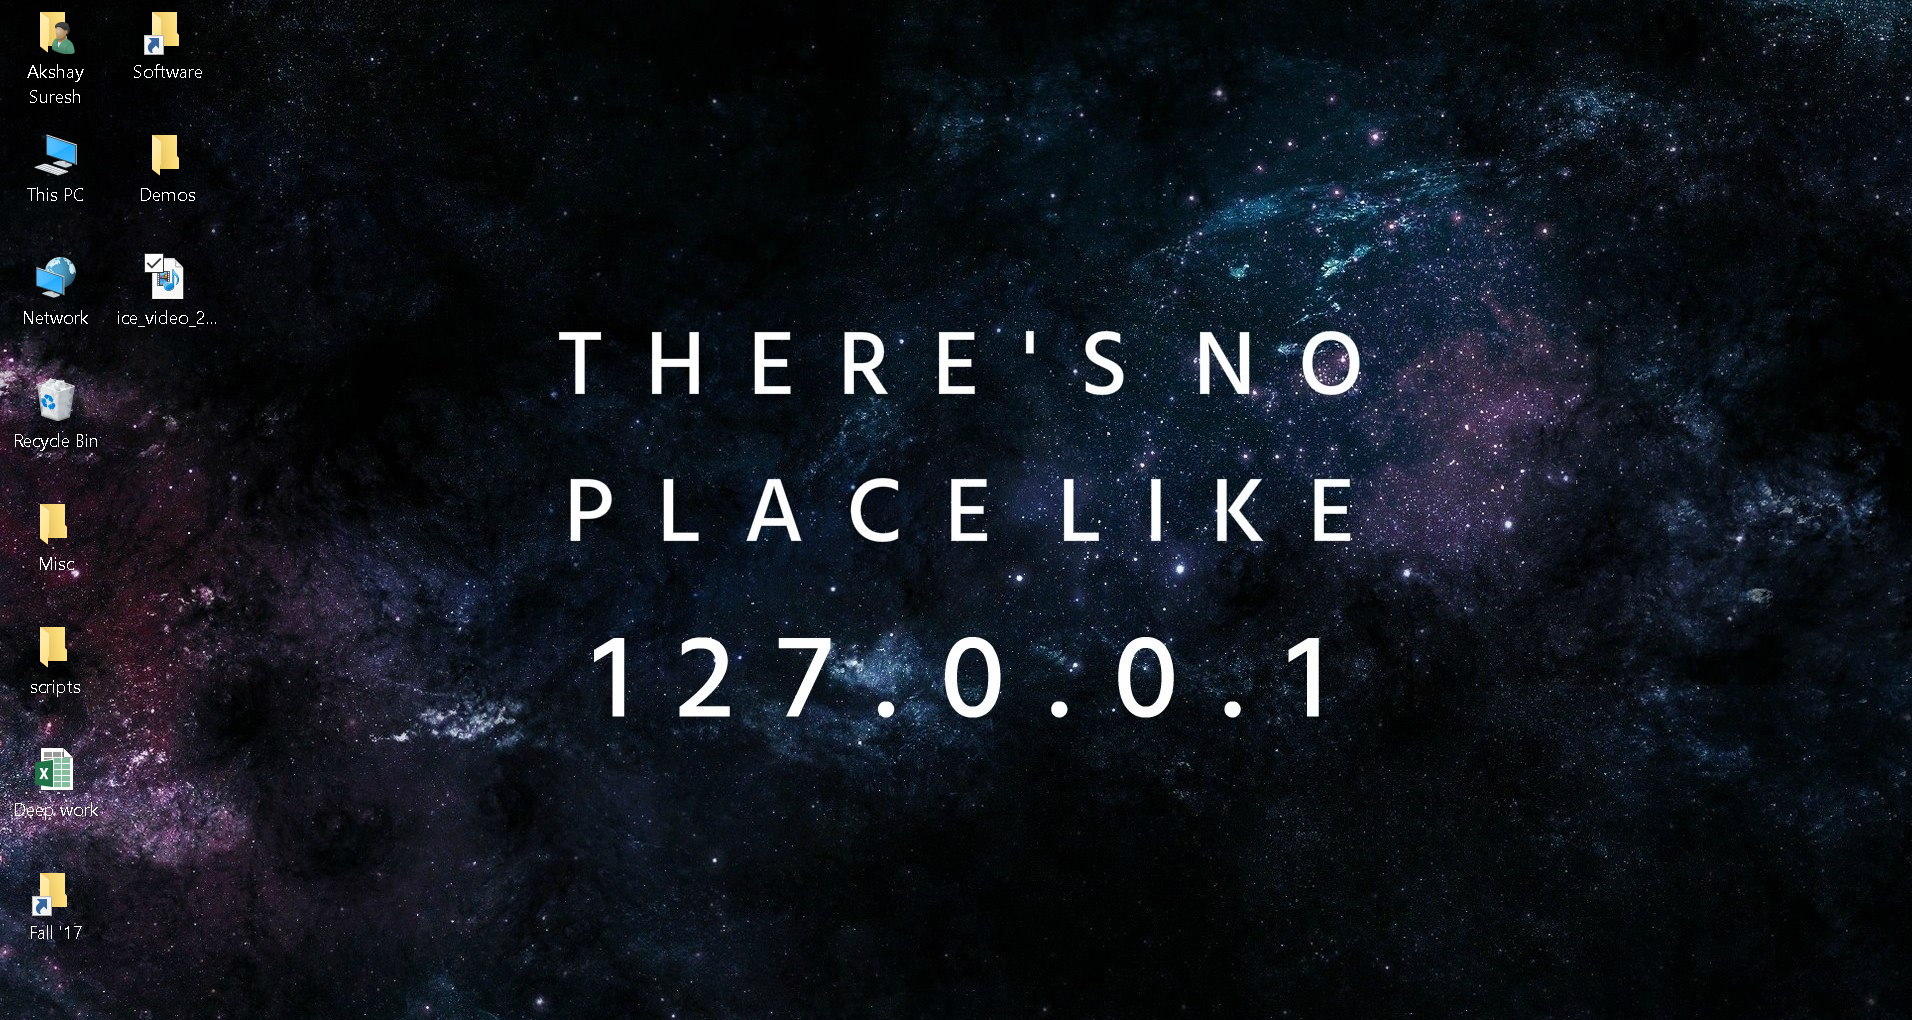 Akshay
Suresh
Software
This PC
Demos
Network
ice_video_2...
Recycle Bin
Misc
scripts
Deep work
Fall '17
THERE'S NO
PLACE LIKE
127.0.0.1